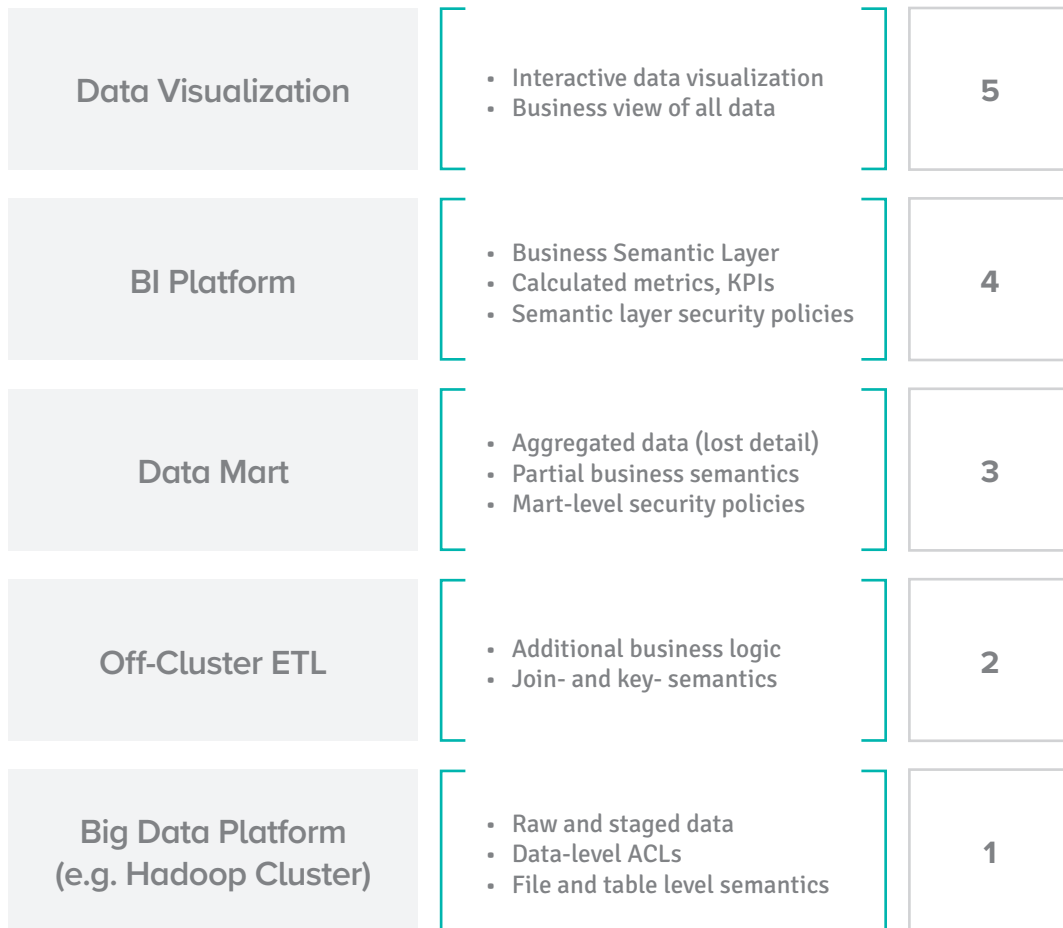 Data Visualization
• Interactive data visualization
• Business view of all data
5
BI Platform
• Business Semantic Layer
• Calculated metrics, KPIs
• Semantic layer security policies
4
Data Mart
• Aggregated data (lost detail)
• Partial business semantics
• Mart-level security policies
3
Off-Cluster ETL
• Additional business logic
• Join- and key- semantics
2
Big Data Platform
(e.g. Hadoop Cluster)
• Raw and staged data
• Data-level ACLs
• File and table level semantics
1